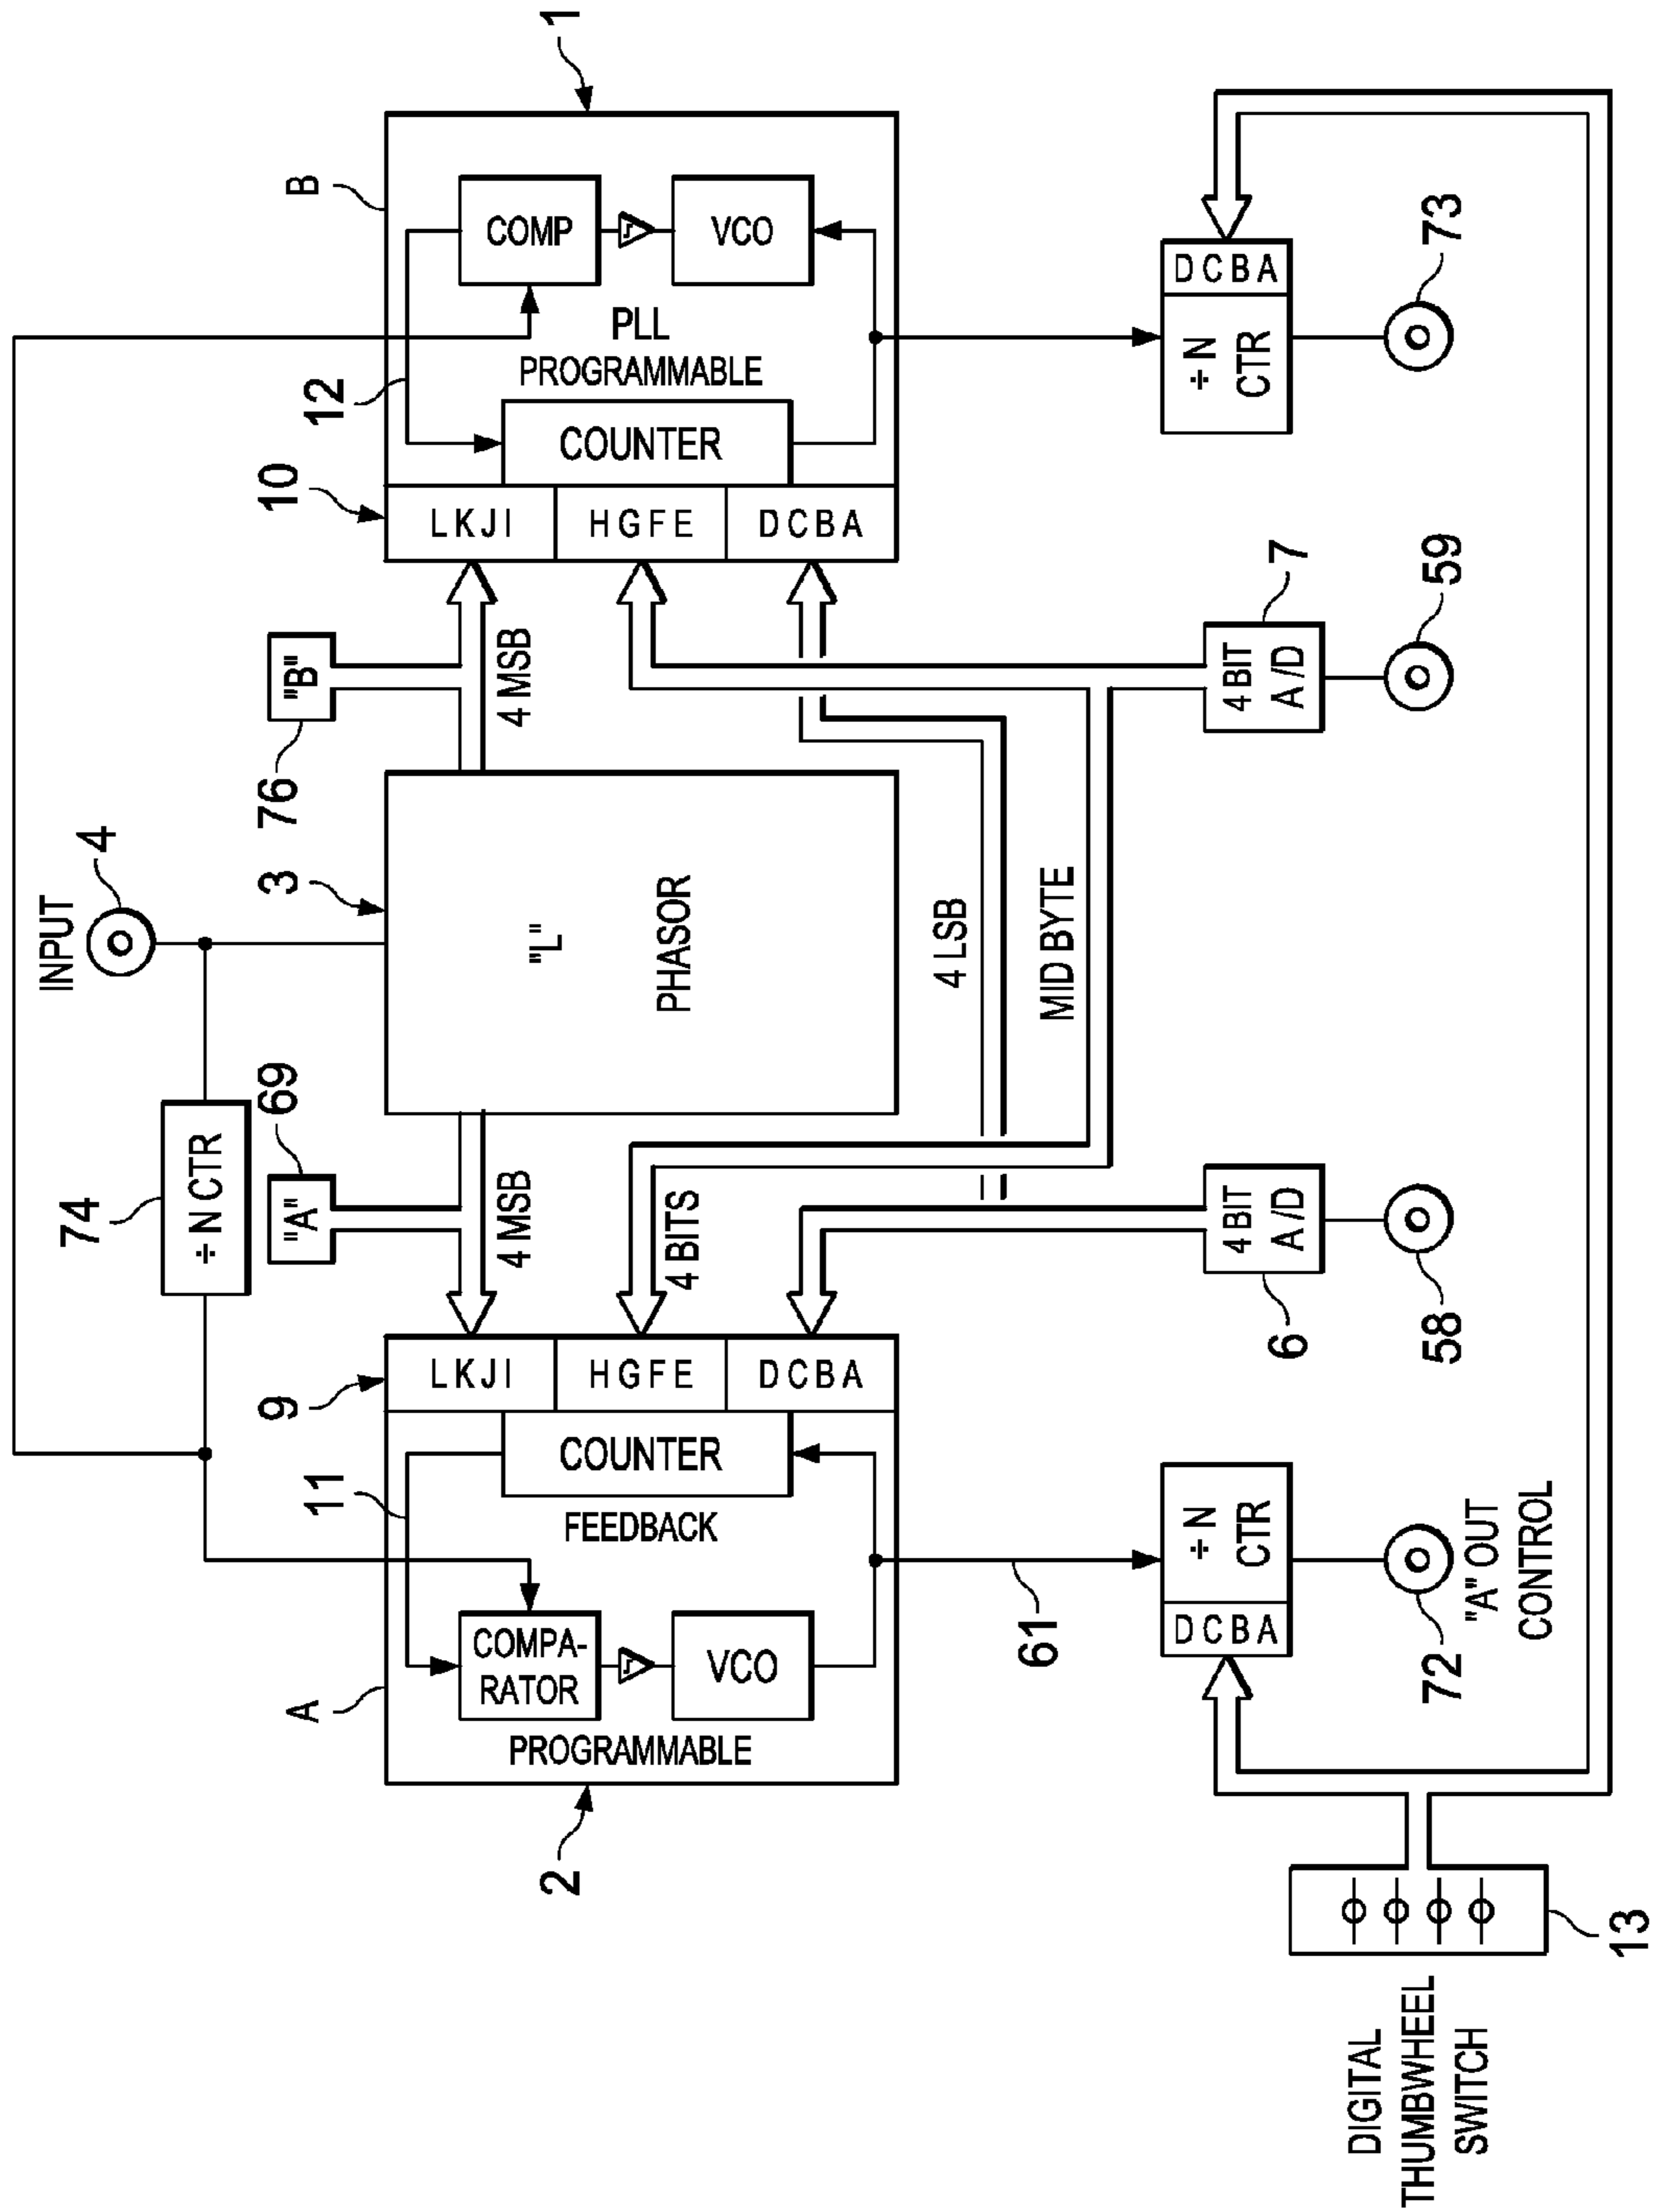 INPUT
4
74
÷ N CTR
69
"A"
76
"B"
3
"L"
PHASOR
4 MSB
4 MSB
4 BITS
4 LSB
MID BYTE
2
A
9
11
L K J I
H G F E
D C B A
COUNTER
FEEDBACK
COMPA-
RATOR
VCO
PROGRAMMABLE
1
B
10
12
L K J I
H G F E
D C B A
COMP
VCO
PLL
PROGRAMMABLE
COUNTER
61
D C B A
÷ N
CTR
72
"A" OUT
CONTROL
6
4 BIT
A/D
58
7
4 BIT
A/D
59
÷ N
CTR
D C B A
73
13
DIGITAL
THUMBWHEEL
SWITCH